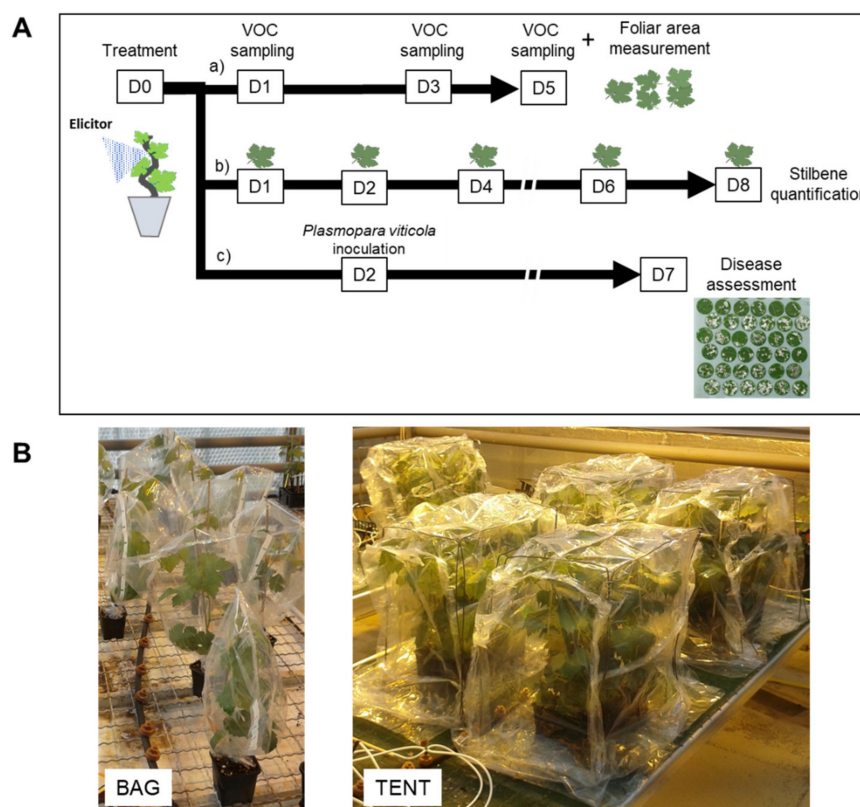 A
Treatment
D0
Elicitor
a)
VOC
sampling
D1
VOC
sampling
D3
VOC
sampling
D5
+
Foliar area
measurement
b)
D1
D2
D4
D6
D8
Stilbene
quantification
c)
Plasmopara viticola
inoculation
D2
D7
Disease
assessment
B
BAG
TENT